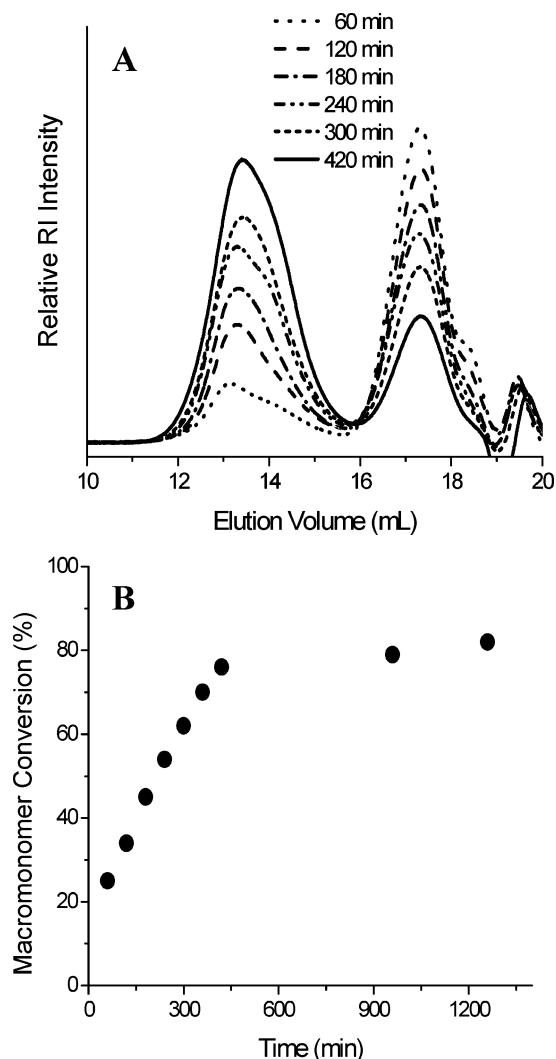 A
60 min
120 min
180 min
240 min
300 min
420 min
Relative RI Intensity
10
12
14
16
18
20
Elution Volume (mL)
B
100
80
60
40
20
0
Macromonomer Conversion (%)
0
300
600
900
1200
Time (min)